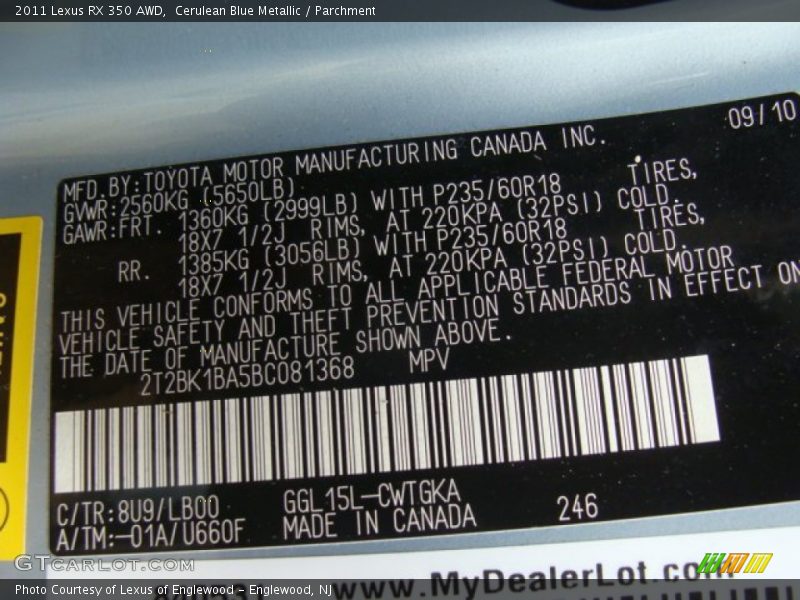 2011 Lexus RX 350 AWD,  Cerulean Blue Metallic / Parchment
09/10
MFD. BY: TOYOTA MOTOR MANUFACTURING CANADA INC.
GVWR: 2560KG (5650LB)
GAWR: FRT. 1360KG (2999LB) WITH P235/60R18 TIRES,
18X7 1/2J RIMS, AT 220KPA (32PSI) COLD.
RR. 1385KG (3056LB) WITH P235/60R18 TIRES,
18X7 1/2J RIMS, AT 220KPA (32PSI) COLD.
THIS VEHICLE CONFORMS TO ALL APPLICABLE FEDERAL MOTOR
VEHICLE SAFETY AND THEFT PREVENTION STANDARDS IN EFFECT ON
THE DATE OF MANUFACTURE SHOWN ABOVE.
2T2BK1BA5BC081368 MPV
C/TR: 8U9/LB00 GGL15L-CWTGKA 246
A/TM: -01A/U660F MADE IN CANADA
GTCARLOT.COM
www.MyDealerLot.com
Photo Courtesy of Lexus of Englewood - Englewood, NJ